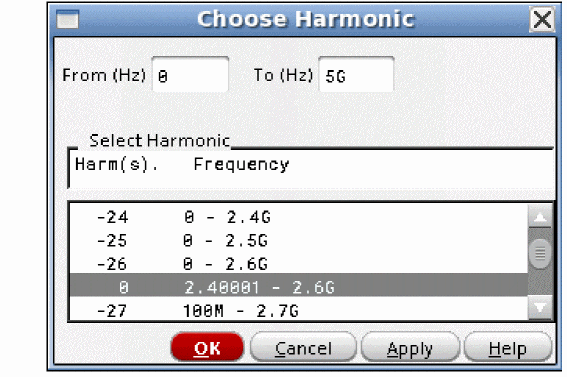 Choose Harmonic
From (Hz) 0 To (Hz) 5G
Select Harmonic
Harm(s). Frequency
-24 0 - 2.4G
-25 0 - 2.5G
-26 0 - 2.6G
0 2.40001 - 2.6G
-27 100M - 2.7G
OK Cancel Apply Help